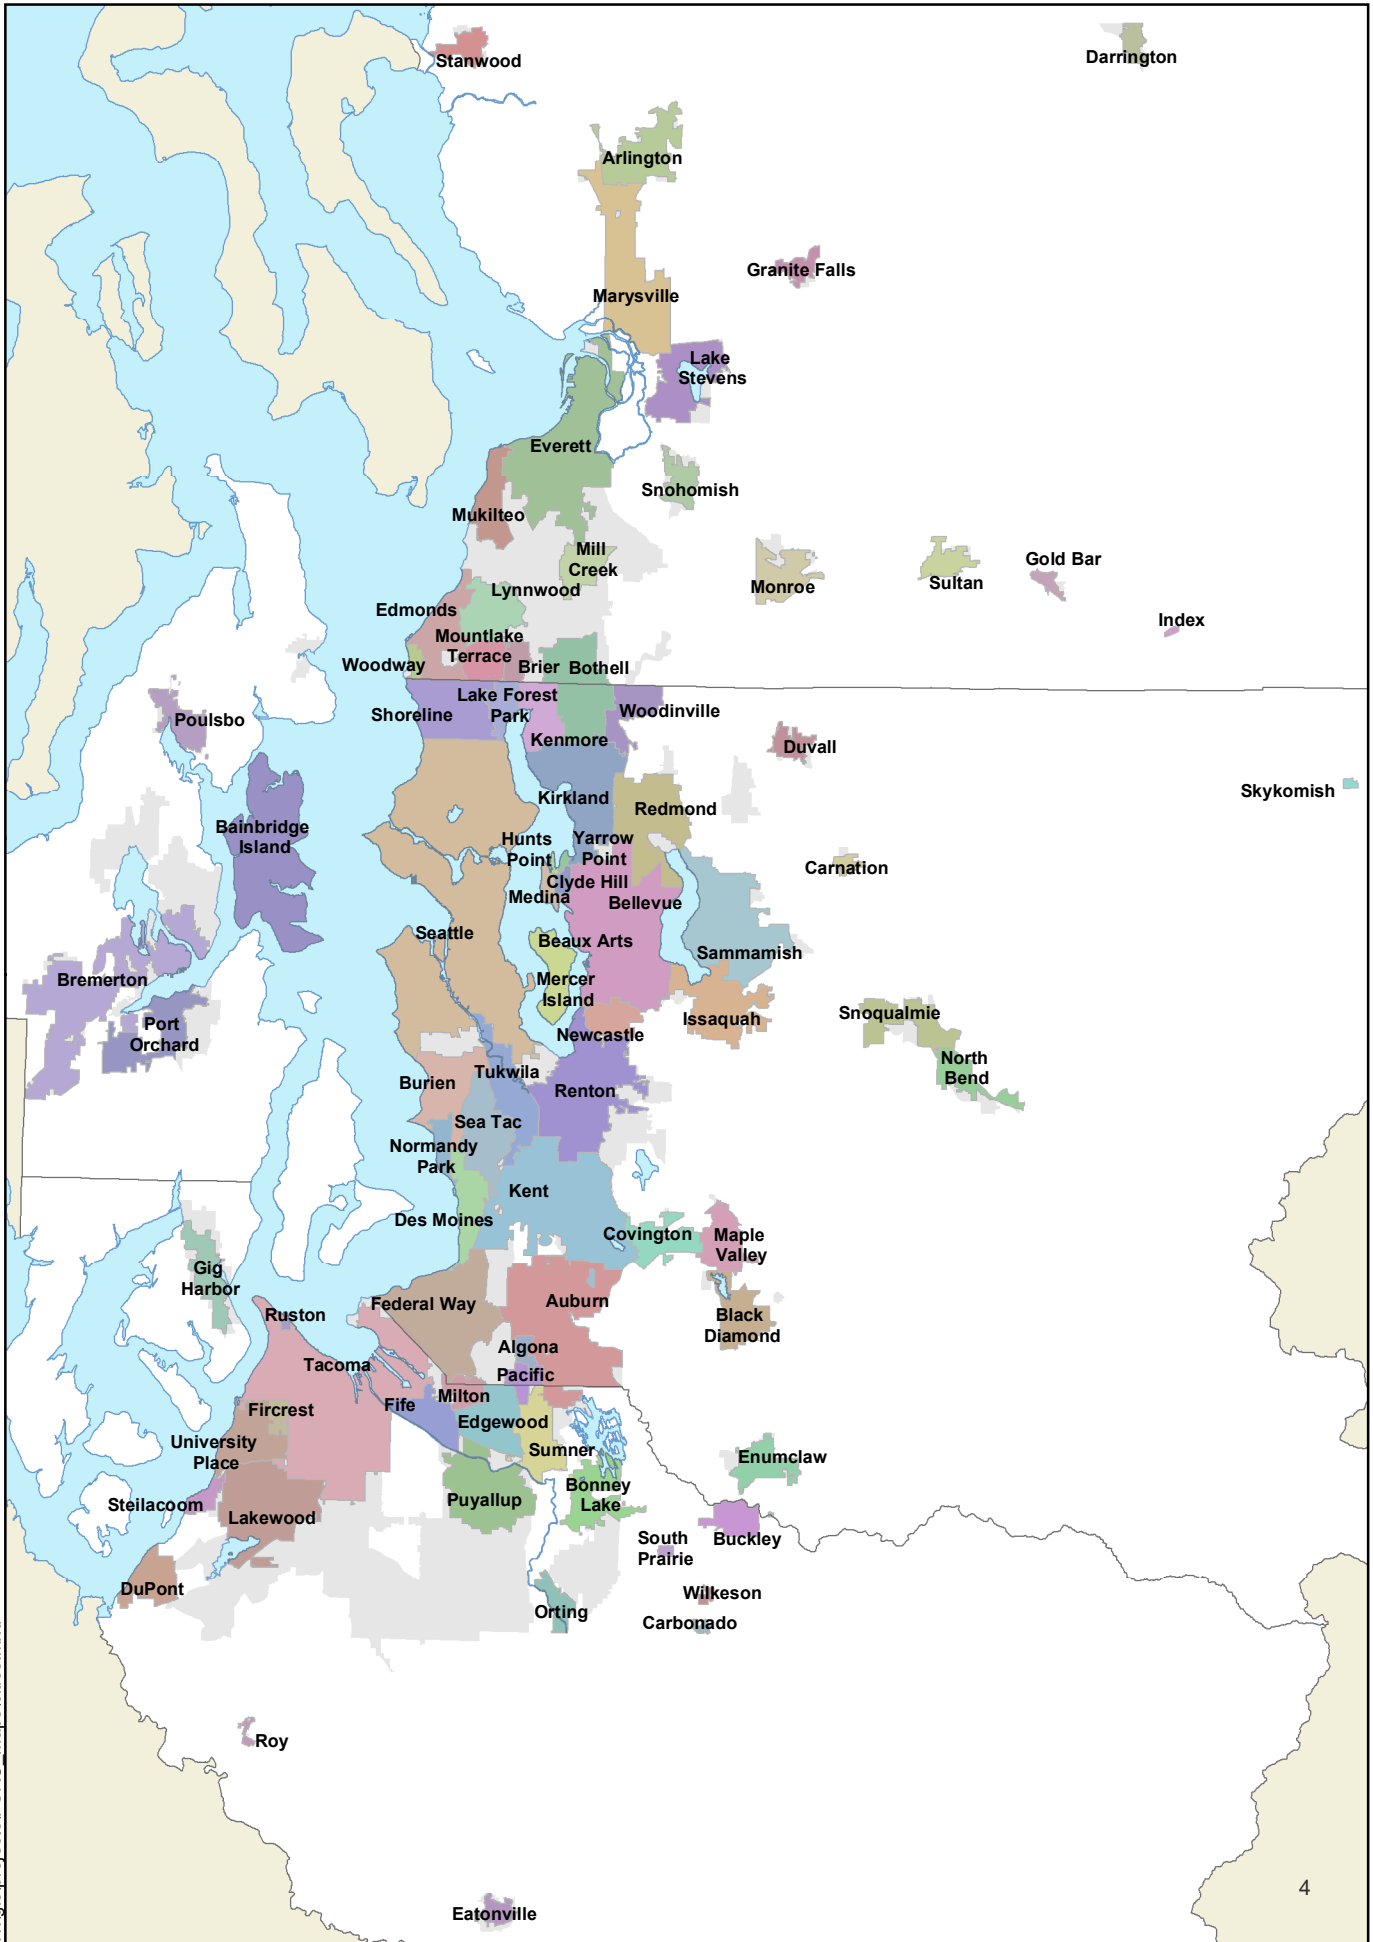 Stanwood
Darrington
Arlington
Granite Falls
Marysville
Lake
Stevens
Everett
Snohomish
Mukilteo
Mill
Creek
Gold Bar
Monroe
Sultan
Lynnwood
Edmonds
Index
Mountlake
Terrace
Woodway
Brier
Bothell
Lake Forest
Park
Shoreline
Woodinville
Poulsbo
Kenmore
Duvall
Skykomish
Kirkland
Redmond
Bainbridge
Island
Hunts
Point
Yarrow
Point
Carnation
Clyde Hill
Medina
Bellevue
Seattle
Beaux Arts
Sammamish
Bremerton
Mercer
Island
Snoqualmie
Issaquah
Port
Orchard
Newcastle
North
Bend
Tukwila
Burien
Renton
Sea Tac
Normandy
Park
Kent
Des Moines
Covington
Maple
Valley
Gig
Harbor
Federal Way
Auburn
Ruston
Black
Diamond
Algona
Tacoma
Pacific
Milton
Fife
Fircrest
Edgewood
University
Place
Sumner
Enumclaw
Bonney
Lake
Puyallup
Steilacoom
Lakewood
South
Prairie
Buckley
DuPont
Wilkeson
Orting
Carbonado
Roy
4
Eatonville